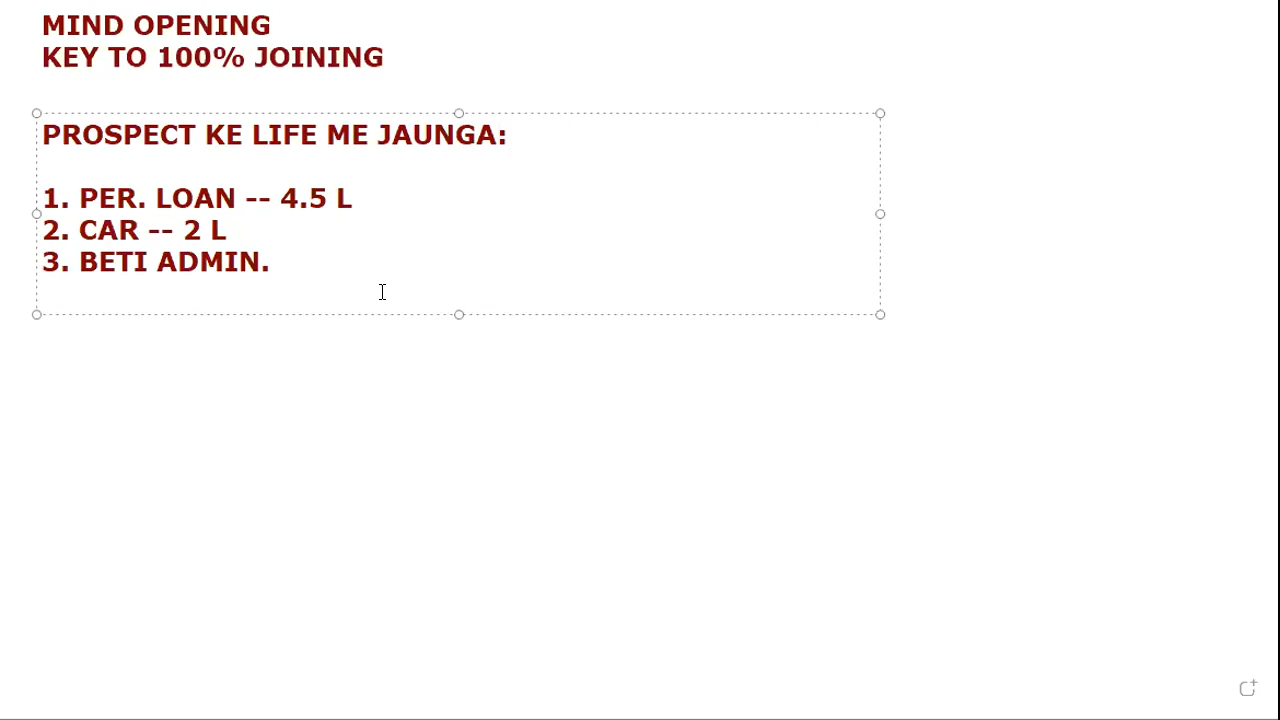 MIND OPENING
KEY TO 100% JOINING
PROSPECT KE LIFE ME JAUNGA:
1. PER. LOAN -- 4.5 L
2. CAR -- 2 L
3. BETI ADMIN.